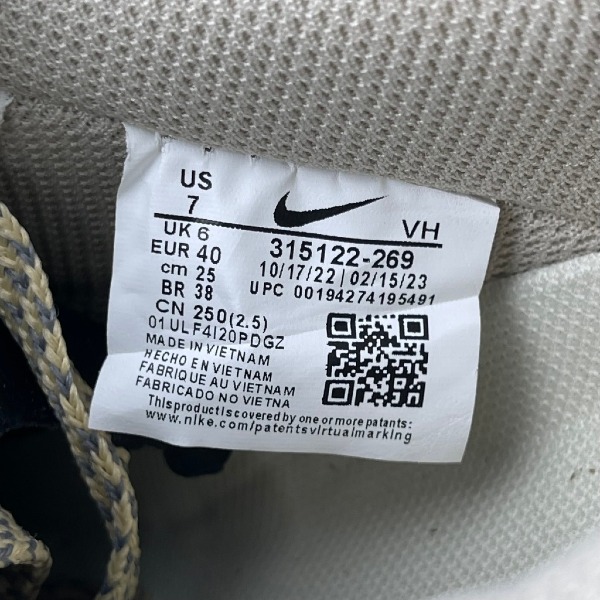 US
7
VH
UK 6
EUR 40
315122-269
cm 25
10/17/22 | 02/15/23
BR 38
UPC 00194274195491
CN 250(2.5)
01ULF4I20PDGZ
MADE IN VIETNAM
HECHO EN VIETNAM
FABRIQUE AU VIETNAM
FABRICADO NO VIETNAM
This product is covered by one or more patents:
www.nike.com/patentsvirtualmarking